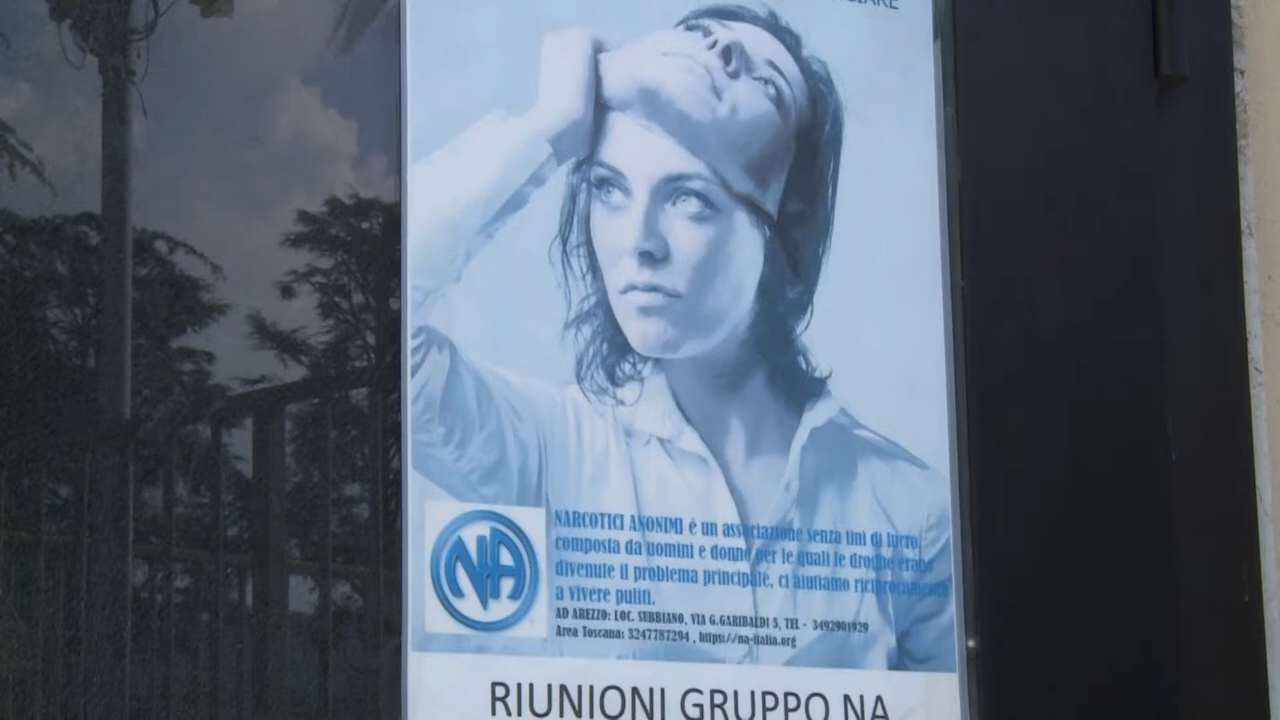 NARCOTICI ANONIMI è un associazione senza fini di lucro,
composta da uomini e donne per le quali le droghe erano
divenute il problema principale, ci aiutiamo riciprocamente
a vivere puliti.
AD AREZZO: LOC. SUBBIANO, VIA G.GARIBALDI 5, TEL - 3492901929
Area Toscana: 3247787294 , https://na-italia.org
NA
RIUNIONI GRUPPO NA